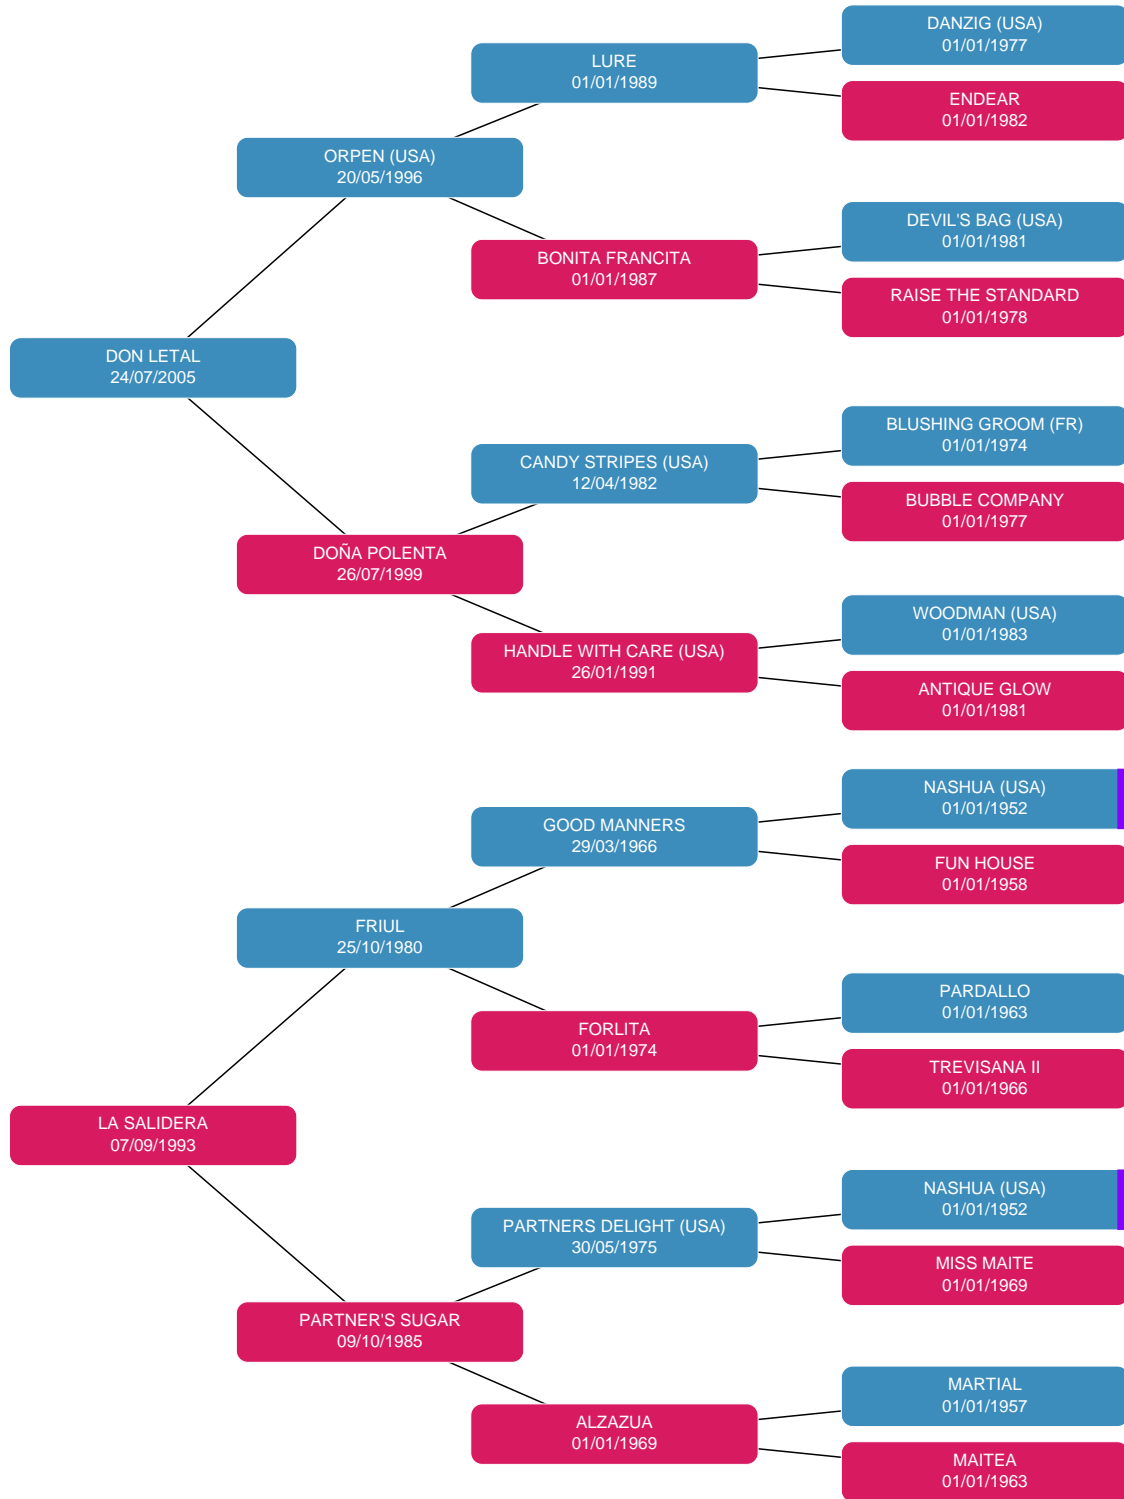 DANZIG (USA)
01/01/1977
LURE
01/01/1989
ENDEAR
01/01/1982
ORPEN (USA)
20/05/1996
DEVIL'S BAG (USA)
01/01/1981
BONITA FRANCITA
01/01/1987
RAISE THE STANDARD
01/01/1978
DON LETAL
24/07/2005
BLUSHING GROOM (FR)
01/01/1974
CANDY STRIPES (USA)
12/04/1982
BUBBLE COMPANY
01/01/1977
DOÑA POLENTA
26/07/1999
WOODMAN (USA)
01/01/1983
HANDLE WITH CARE (USA)
26/01/1991
ANTIQUE GLOW
01/01/1981
NASHUA (USA)
01/01/1952
GOOD MANNERS
29/03/1966
FUN HOUSE
01/01/1958
FRIUL
25/10/1980
PARDALLO
01/01/1963
FORLITA
01/01/1974
TREVISANA II
01/01/1966
LA SALIDERA
07/09/1993
NASHUA (USA)
01/01/1952
PARTNERS DELIGHT (USA)
30/05/1975
MISS MAITE
01/01/1969
PARTNER'S SUGAR
09/10/1985
MARTIAL
01/01/1957
ALZAZUA
01/01/1969
MAITEA
01/01/1963